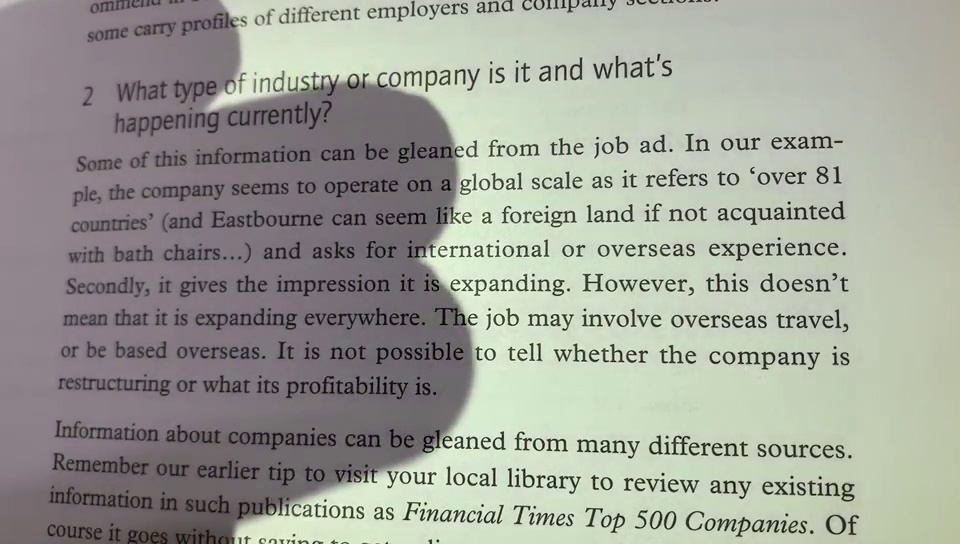 some carry profiles of different employers and company sections.
2 What type of industry or company is it and what's
happening currently?
Some of this information can be gleaned from the job ad. In our exam-
ple, the company seems to operate on a global scale as it refers to ‘over 81
countries’ (and Eastbourne can seem like a foreign land if not acquainted
with bath chairs...) and asks for international or overseas experience.
Secondly, it gives the impression it is expanding. However, this doesn’t
mean that it is expanding everywhere. The job may involve overseas travel,
or be based overseas. It is not possible to tell whether the company is
restructuring or what its profitability is.
Information about companies can be gleaned from many different sources.
Remember our earlier tip to visit your local library to review any existing
information in such publications as Financial Times Top 500 Companies. Of
course it goes without saying to